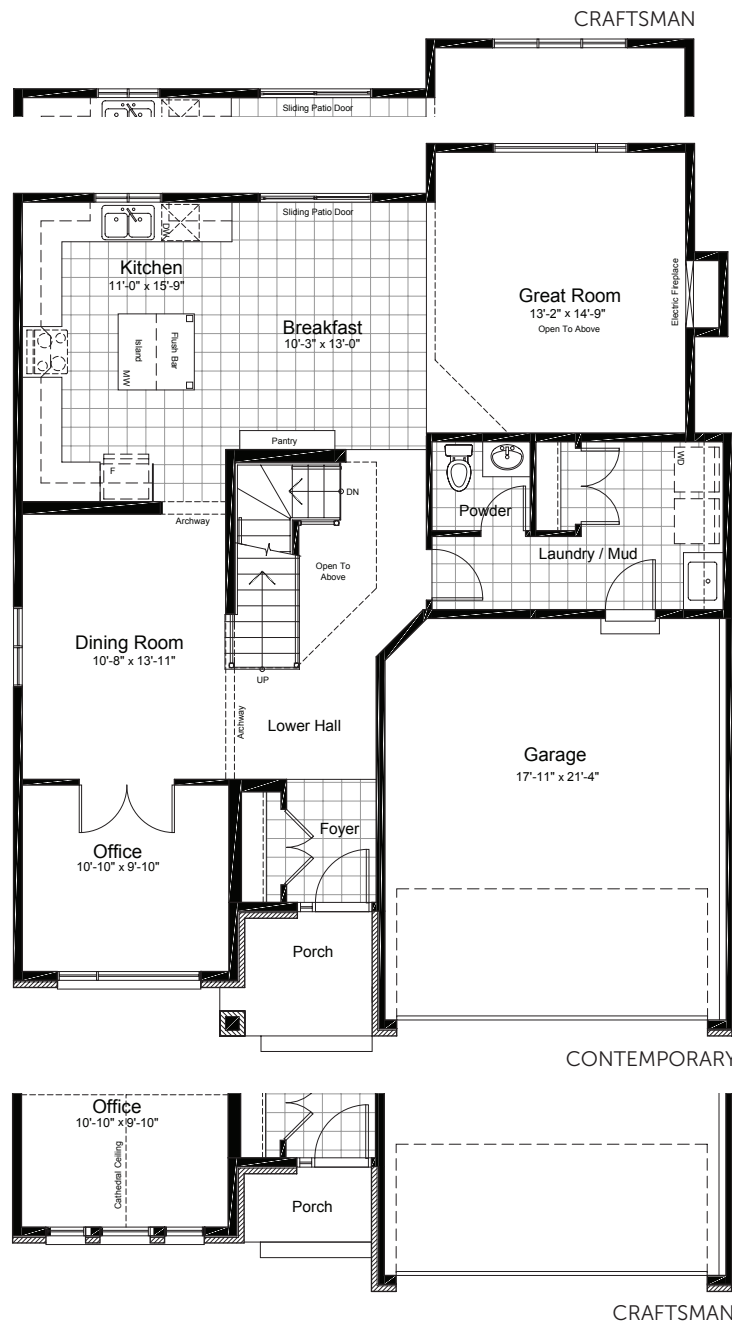 CRAFTSMAN
Sliding Patio Door
Sliding Patio Door
DW
Kitchen
11'-0" x 15'-9"
Great Room
13'-2" x 14'-9"
Open To Above
Electric Fireplace
Breakfast
10'-3" x 13'-0"
Island
Flush Bar
MW
Pantry
F
DN
WD
Powder
Archway
Laundry / Mud
Open To
Above
Dining Room
10'-8" x 13'-11"
UP
Archway
Lower Hall
Garage
17'-11" x 21'-4"
Foyer
Office
10'-10" x 9'-10"
Porch
CONTEMPORARY
Office
10'-10" x 9'-10"
Cathedral Ceiling
Porch
CRAFTSMAN